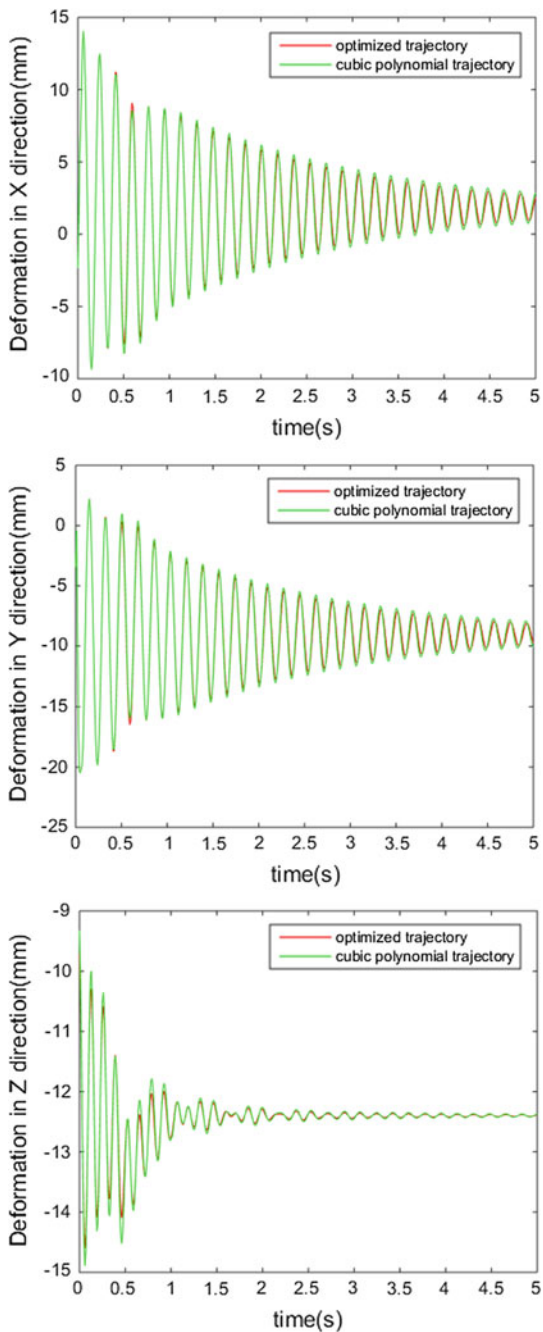 15
10
5
0
-5
-10
Deformation in X direction(mm)
optimized trajectory
cubic polynomial trajectory
0 0.5 1 1.5 2 2.5 3 3.5 4 4.5 5
time(s)
5
0
-5
-10
-15
-20
-25
Deformation in Y direction(mm)
optimized trajectory
cubic polynomial trajectory
0 0.5 1 1.5 2 2.5 3 3.5 4 4.5 5
time(s)
-9
-10
-11
-12
-13
-14
-15
Deformation in Z direction(mm)
optimized trajectory
cubic polynomial trajectory
0 0.5 1 1.5 2 2.5 3 3.5 4 4.5 5
time(s)